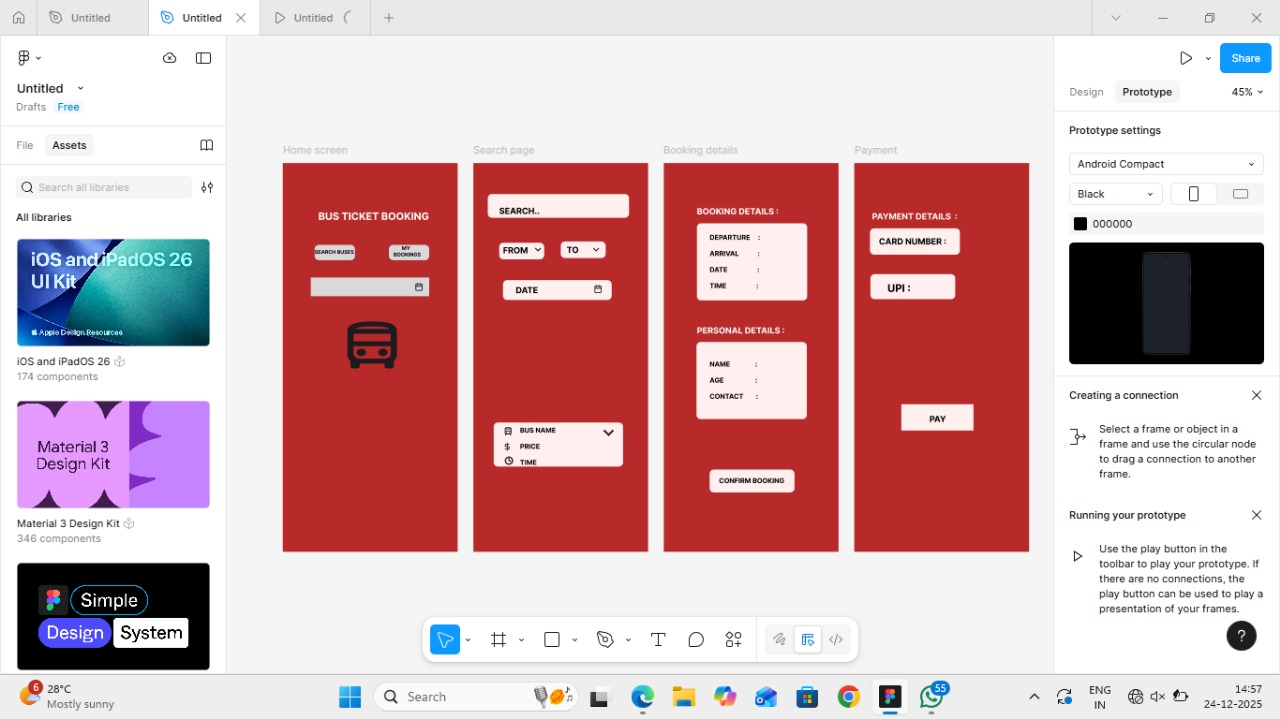 Untitled
Untitled
Untitled
Untitled
Drafts Free
File Assets
Search all libraries
All libraries
iOS and iPadOS 26
UI Kit
Apple Design Resources
iOS and iPadOS 26
174 components
Material 3
Design Kit
Material 3 Design Kit
346 components
Simple
Design System
Home screen
BUS TICKET BOOKING
SEARCH BUSES
MY
BOOKINGS
Search page
SEARCH..
FROM
TO
DATE
BUS NAME
$ PRICE
TIME
Booking details
BOOKING DETAILS :
DEPARTURE :
ARRIVAL :
DATE :
TIME :
PERSONAL DETAILS :
NAME :
AGE :
CONTACT :
CONFIRM BOOKING
Payment
PAYMENT DETAILS :
CARD NUMBER :
UPI :
PAY
Share
Design Prototype 45%
Prototype settings
Android Compact
Black
000000
Creating a connection
Select a frame or object in a
frame and use the circular node
to drag a connection to another
frame.
Running your prototype
Use the play button in the
toolbar to play your prototype. If
there are no connections, the
play button can be used to play a
presentation of your frames.
?
6
28°C
Mostly sunny
Search
55
ENG
IN
14:57
24-12-2025